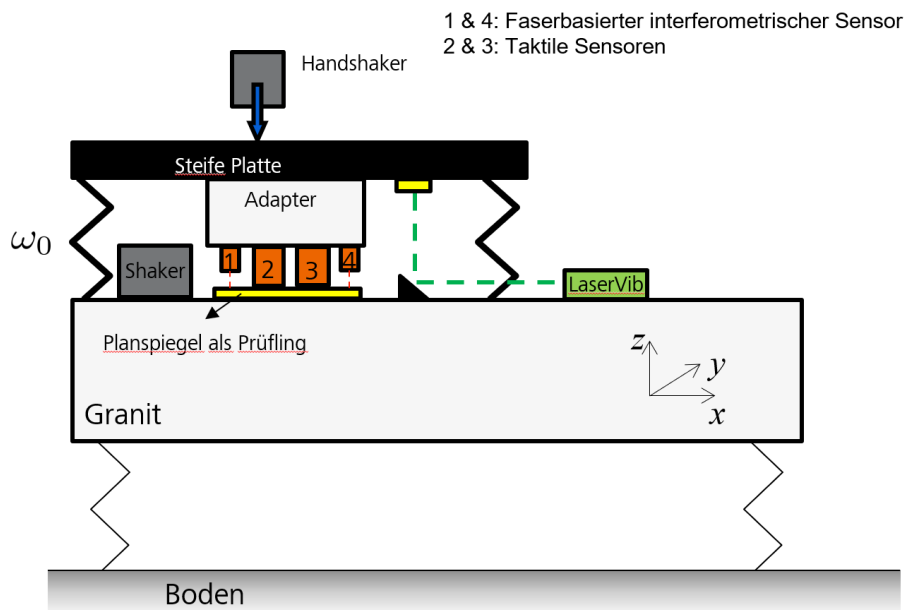 1 & 4: Faserbasierter interferometrischer Sensor
2 & 3: Taktile Sensoren
Handshaker
Steife Platte
Adapter
ω₀
1
2
3
4
Shaker
LaserVib
Planspiegel als Prüfling
z
y
x
Granit
Boden